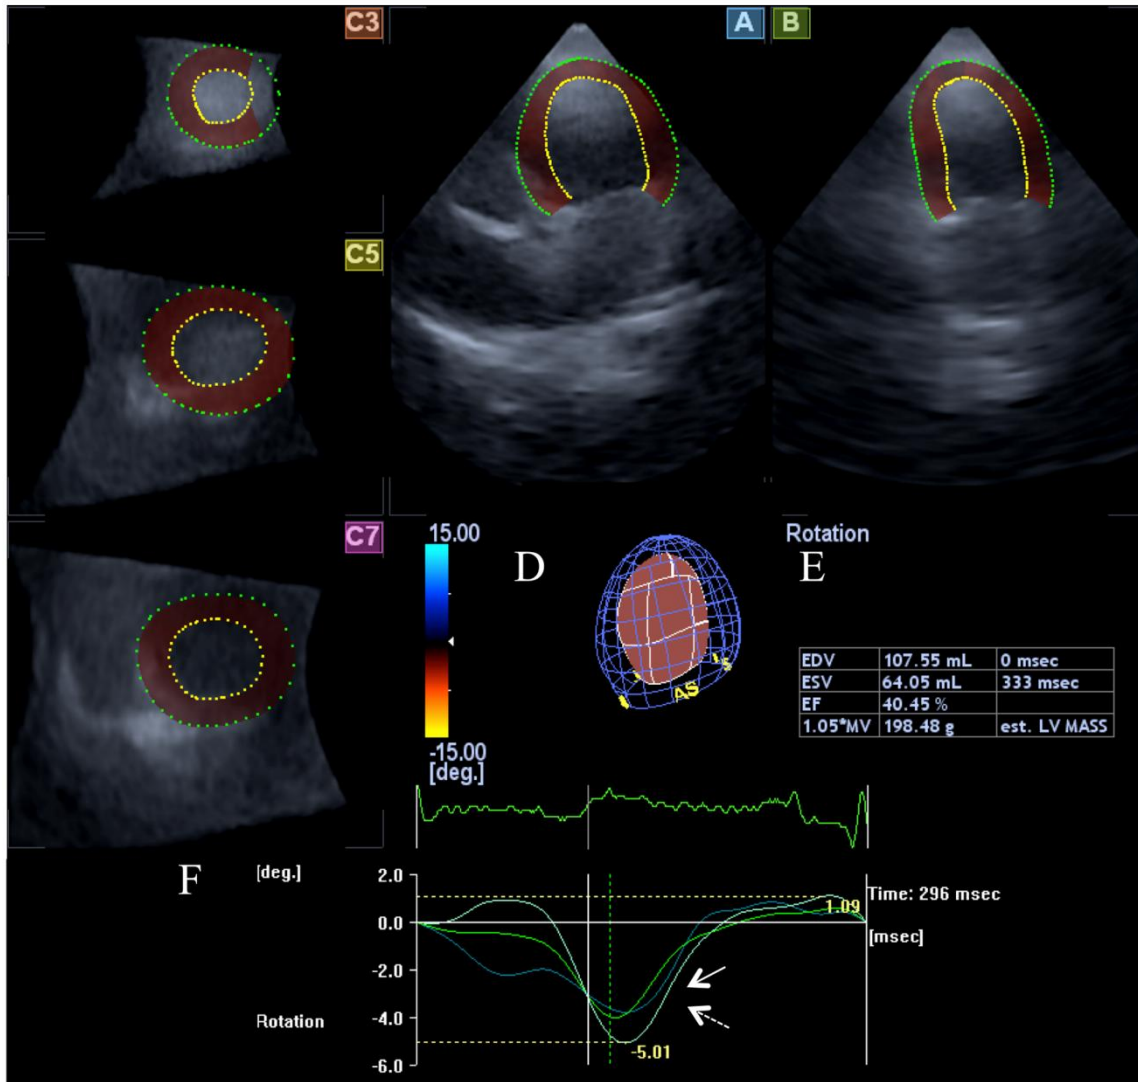 C3
A
B
C5
C7
15.00
-15.00
[deg.]
D
AS
Rotation
E
EDV 107.55 mL 0 msec
ESV 64.05 mL 333 msec
EF 40.45 %
1.05*MV 198.48 g est. LV MASS
F
[deg.]
2.0
0.0
-2.0
-4.0
-6.0
Rotation
Time: 296 msec
1.09
[msec]
-5.01